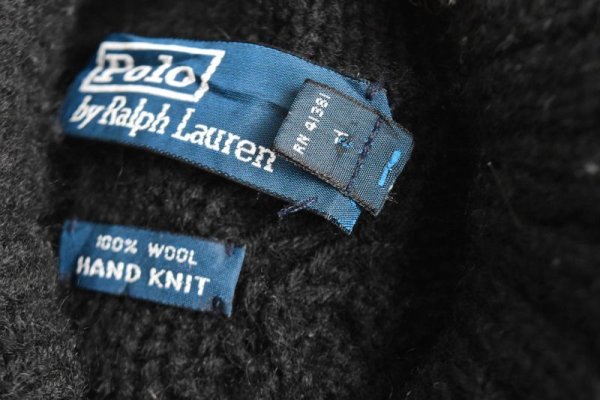 Polo
by Ralph Lauren
RN 41381
100% WOOL
HAND KNIT